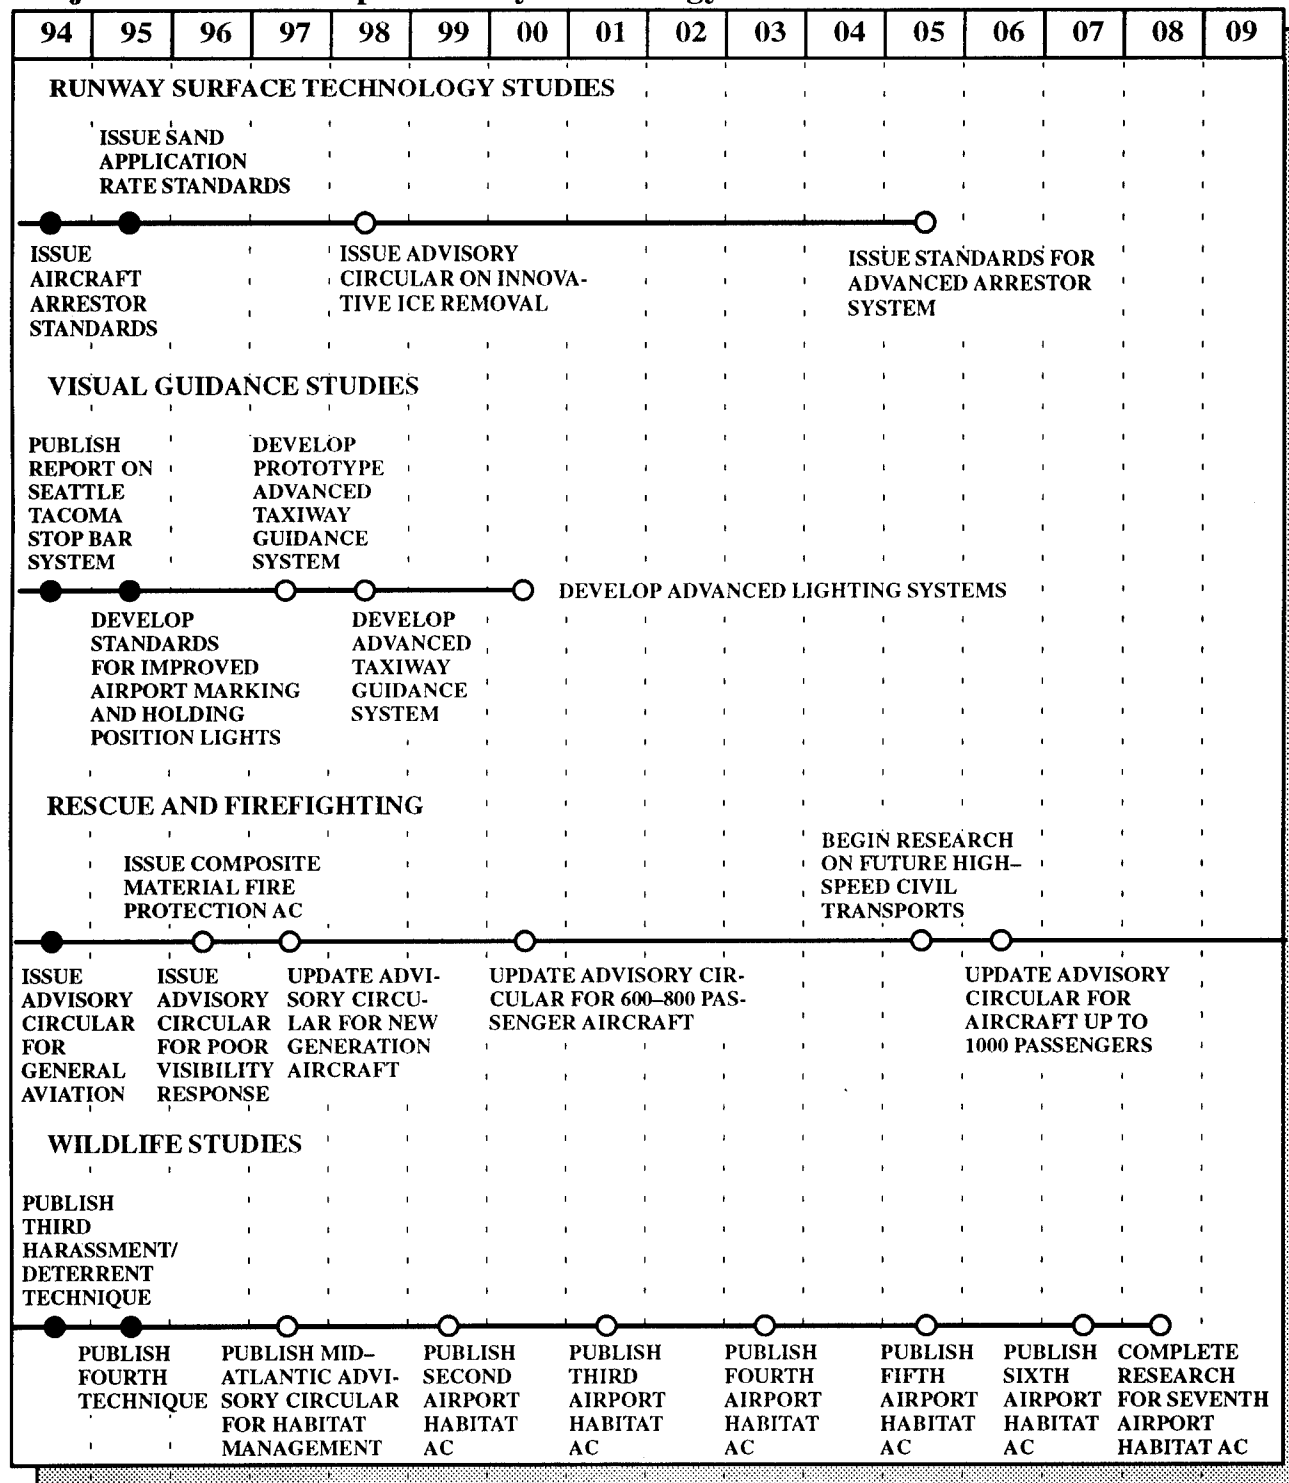 94 95 96 97 98 99 00 01 02 03 04 05 06 07 08 09
RUNWAY SURFACE TECHNOLOGY STUDIES
ISSUE SAND
APPLICATION
RATE STANDARDS
ISSUE
AIRCRAFT
ARRESTOR
STANDARDS
ISSUE ADVISORY
CIRCULAR ON INNOVA-
TIVE ICE REMOVAL
ISSUE STANDARDS FOR
ADVANCED ARRESTOR
SYSTEM
VISUAL GUIDANCE STUDIES
PUBLISH
REPORT ON
SEATTLE
TACOMA
STOP BAR
SYSTEM
DEVELOP
PROTOTYPE
ADVANCED
TAXIWAY
GUIDANCE
SYSTEM
DEVELOP ADVANCED LIGHTING SYSTEMS
DEVELOP
STANDARDS
FOR IMPROVED
AIRPORT MARKING
AND HOLDING
POSITION LIGHTS
DEVELOP
ADVANCED
TAXIWAY
GUIDANCE
SYSTEM
RESCUE AND FIREFIGHTING
ISSUE COMPOSITE
MATERIAL FIRE
PROTECTION AC
BEGIN RESEARCH
ON FUTURE HIGH–
SPEED CIVIL
TRANSPORTS
ISSUE
ADVISORY
CIRCULAR
FOR
GENERAL
AVIATION
ISSUE
ADVISORY
CIRCULAR
FOR POOR
VISIBILITY
RESPONSE
UPDATE ADVI-
SORY CIRCU-
LAR FOR NEW
GENERATION
AIRCRAFT
UPDATE ADVISORY CIR-
CULAR FOR 600–800 PAS-
SENGER AIRCRAFT
UPDATE ADVISORY
CIRCULAR FOR
AIRCRAFT UP TO
1000 PASSENGERS
WILDLIFE STUDIES
PUBLISH
THIRD
HARASSMENT/
DETERRENT
TECHNIQUE
PUBLISH
FOURTH
TECHNIQUE
PUBLISH MID–
ATLANTIC ADVI-
SORY CIRCULAR
FOR HABITAT
MANAGEMENT
PUBLISH
SECOND
AIRPORT
HABITAT
AC
PUBLISH
THIRD
AIRPORT
HABITAT
AC
PUBLISH
FOURTH
AIRPORT
HABITAT
AC
PUBLISH
FIFTH
AIRPORT
HABITAT
AC
PUBLISH
SIXTH
AIRPORT
HABITAT
AC
COMPLETE
RESEARCH
FOR SEVENTH
AIRPORT
HABITAT AC